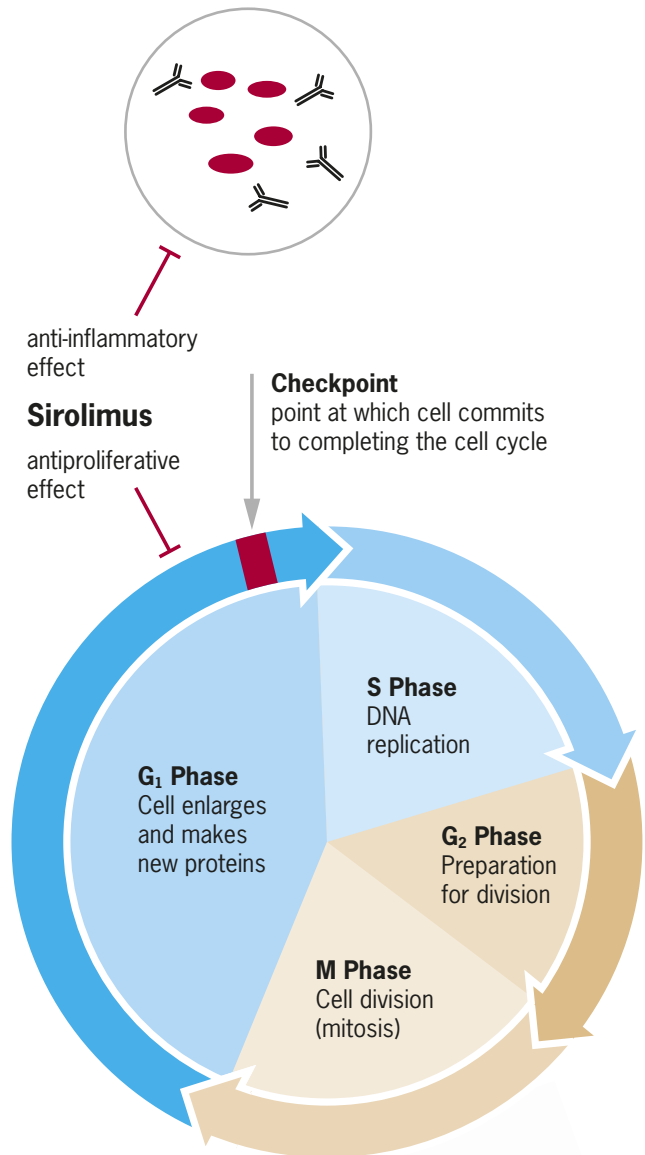 anti-inflammatory
effect
Sirolimus
antiproliferative
effect
Checkpoint
point at which cell commits
to completing the cell cycle
S Phase
DNA
replication
G₁ Phase
Cell enlarges
and makes
new proteins
G₂ Phase
Preparation
for division
M Phase
Cell division
(mitosis)